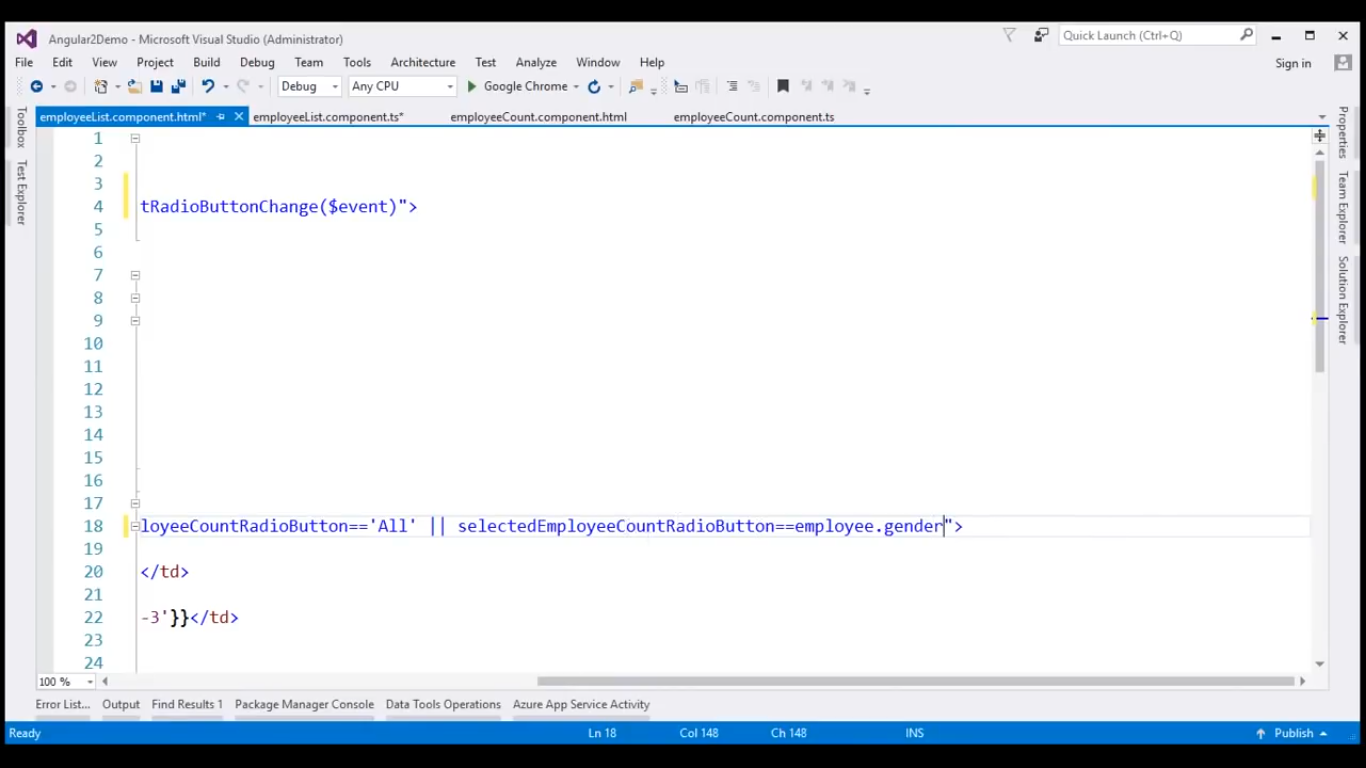 Angular2Demo - Microsoft Visual Studio (Administrator)
Quick Launch (Ctrl+Q)
File Edit View Project Build Debug Team Tools Architecture Test Analyze Window Help
Sign in
Debug Any CPU Google Chrome
employeeList.component.html* employeeList.component.ts* employeeCount.component.html employeeCount.component.ts
Toolbox
Test Explorer
Properties
Team Explorer
Solution Explorer
1
2
3
4 tRadioButtonChange($event)">
5
6
7
8
9
10
11
12
13
14
15
16
17
18 loyeeCountRadioButton=='All' || selectedEmployeeCountRadioButton==employee.gender">
19
20 </td>
21
22 -3'}}</td>
23
24
100 %
Error List... Output Find Results 1 Package Manager Console Data Tools Operations Azure App Service Activity
Ready Ln 18 Col 148 Ch 148 INS Publish